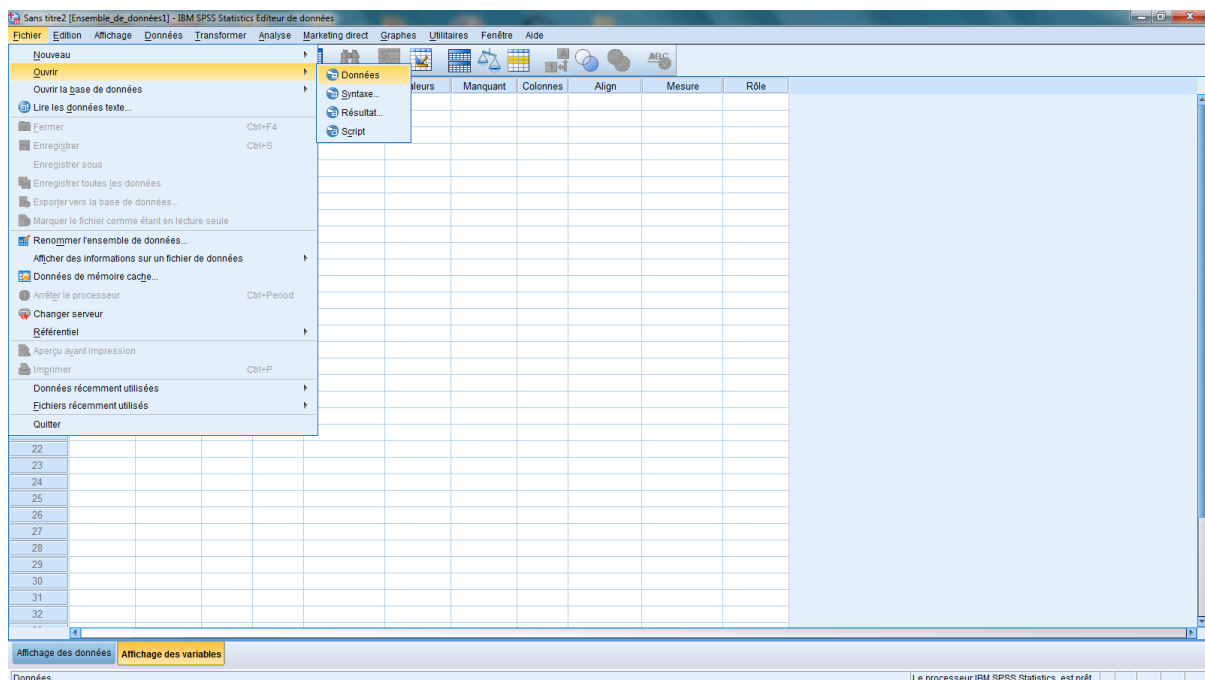 Sans titre2 [Ensemble_de_données1] - IBM SPSS Statistics Editeur de données
Fichier Edition Affichage Données Transformer Analyse Marketing direct Graphes Utilitaires Fenêtre Aide
Nouveau
Ouvrir
Ouvrir la base de données
Lire les données texte...
Fermer Ctrl+F4
Enregistrer Ctrl+S
Enregistrer sous
Enregistrer toutes les données
Exporter vers la base de données...
Marquer le fichier comme étant en lecture seule
Renommer l'ensemble de données...
Afficher des informations sur un fichier de données
Données de mémoire cache...
Arrêter le processeur Ctrl+Period
Changer serveur
Référentiel
Aperçu avant impression
Imprimer Ctrl+P
Données récemment utilisées
Fichiers récemment utilisés
Quitter
Données
Syntaxe...
Résultat...
Script
leurs Manquant Colonnes Align Mesure Rôle
22
23
24
25
26
27
28
29
30
31
32
Affichage des données Affichage des variables
Données Le processeur IBM SPSS Statistics est prêt